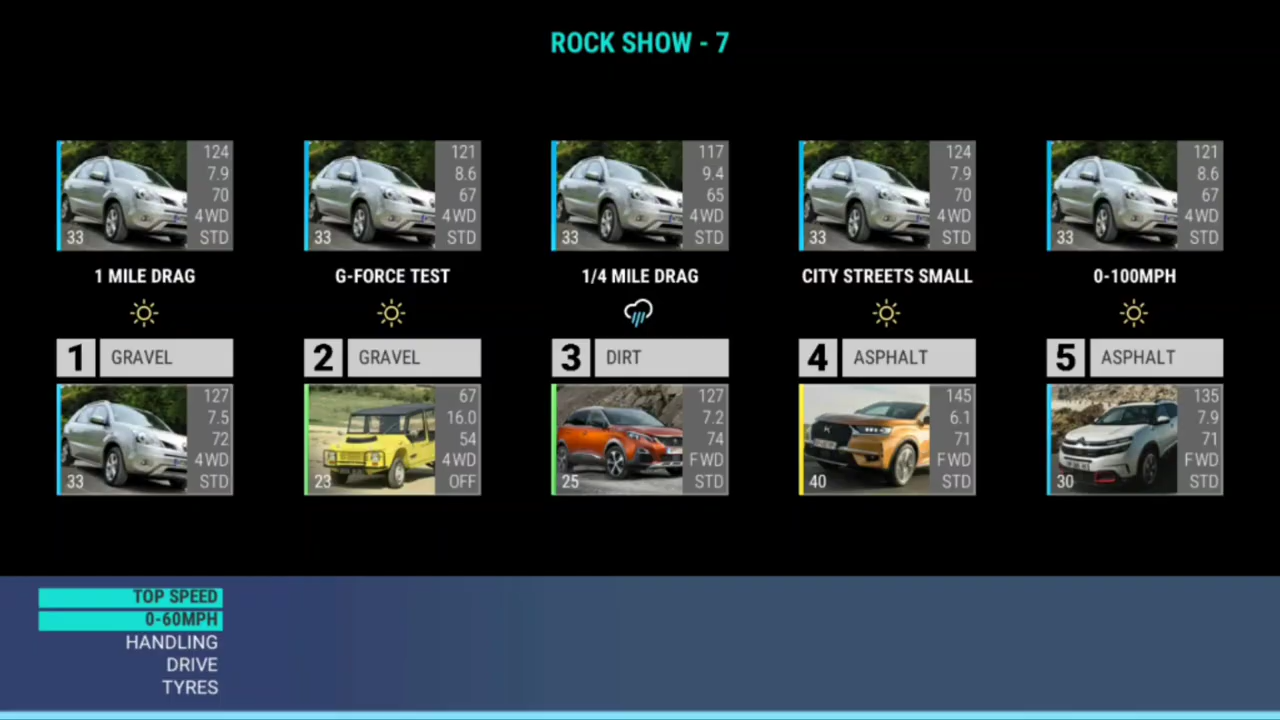 ROCK SHOW - 7
124
7.9
70
4WD
33 STD
121
8.6
67
4WD
33 STD
117
9.4
65
4WD
33 STD
124
7.9
70
4WD
33 STD
121
8.6
67
4WD
33 STD
1 MILE DRAG
G-FORCE TEST
1/4 MILE DRAG
CITY STREETS SMALL
0-100MPH
1 GRAVEL
2 GRAVEL
3 DIRT
4 ASPHALT
5 ASPHALT
127
7.5
72
4WD
33 STD
67
16.0
54
4WD
23 OFF
127
7.2
74
FWD
25 STD
145
6.1
71
FWD
40 STD
135
7.9
71
FWD
30 STD
TOP SPEED
0-60MPH
HANDLING
DRIVE
TYRES